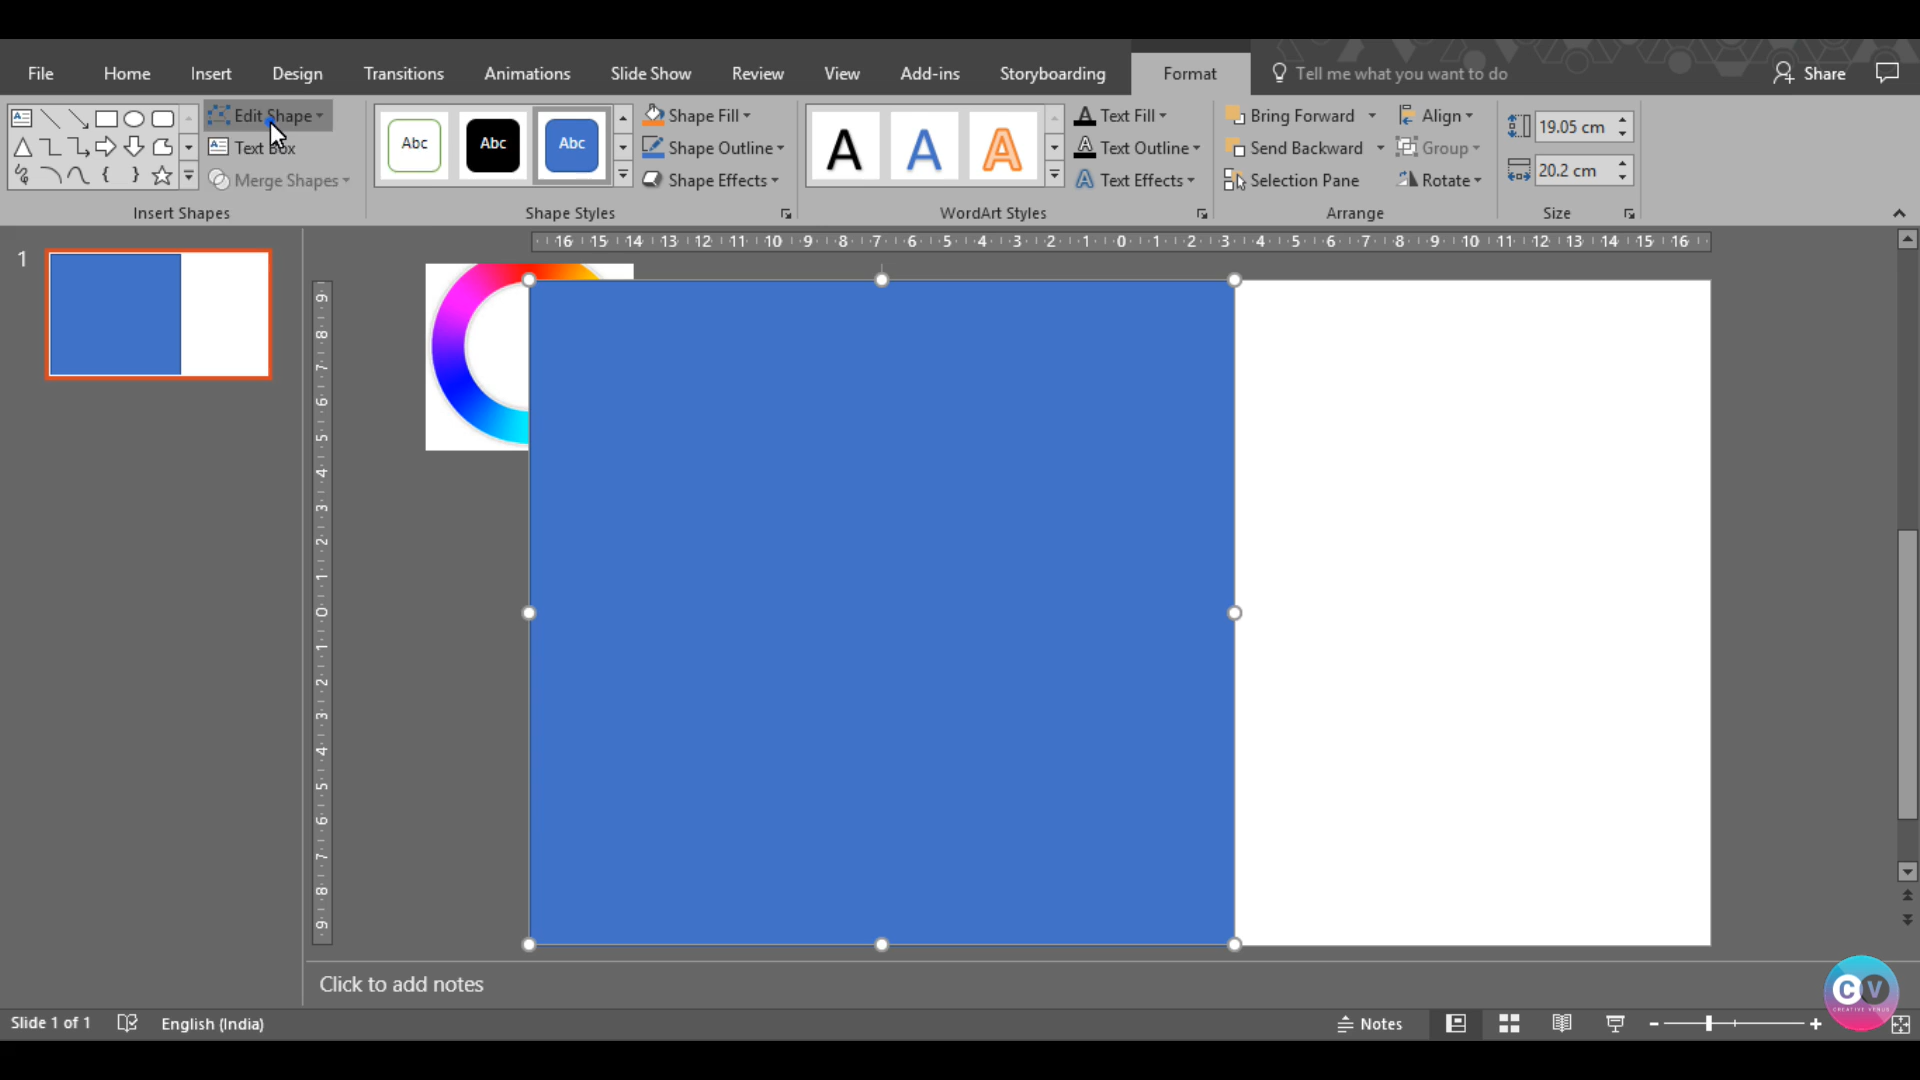 File Home Insert Design Transitions Animations Slide Show Review View Add-ins Storyboarding Format Tell me what you want to do Share
Edit Shape
Text Box
Merge Shapes
Insert Shapes
Abc Abc Abc
Shape Fill
Shape Outline
Shape Effects
Shape Styles
A A A
Text Fill
Text Outline
Text Effects
WordArt Styles
Bring Forward
Send Backward
Selection Pane
Align
Group
Rotate
Arrange
19.05 cm
20.2 cm
Size
16 15 14 13 12 11 10 9 8 7 6 5 4 3 2 1 0 1 2 3 4 5 6 7 8 9 10 11 12 13 14 15 16
1
9 8 7 6 5 4 3 2 1 0 1 2 3 4 5 6 7 8 9
Click to add notes
CV
CREATIVE VENUS
Slide 1 of 1 English (India) Notes